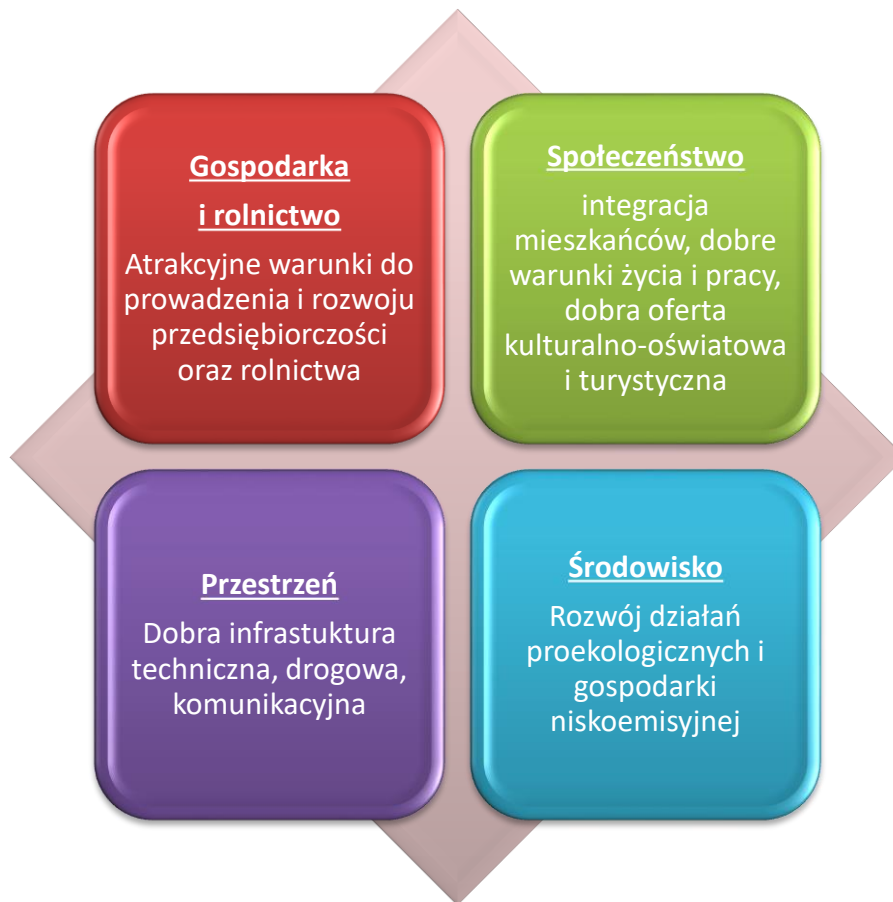 Gospodarka
i rolnictwo
Atrakcyjne warunki do
prowadzenia i rozwoju
przedsiębiorczości
oraz rolnictwa
Społeczeństwo
integracja
mieszkańców, dobre
warunki życia i pracy,
dobra oferta
kulturalno-oświatowa
i turystyczna
Przestrzeń
Dobra infrastuktura
techniczna, drogowa,
komunikacyjna
Środowisko
Rozwój działań
proekologicznych i
gospodarki
niskoemisyjnej